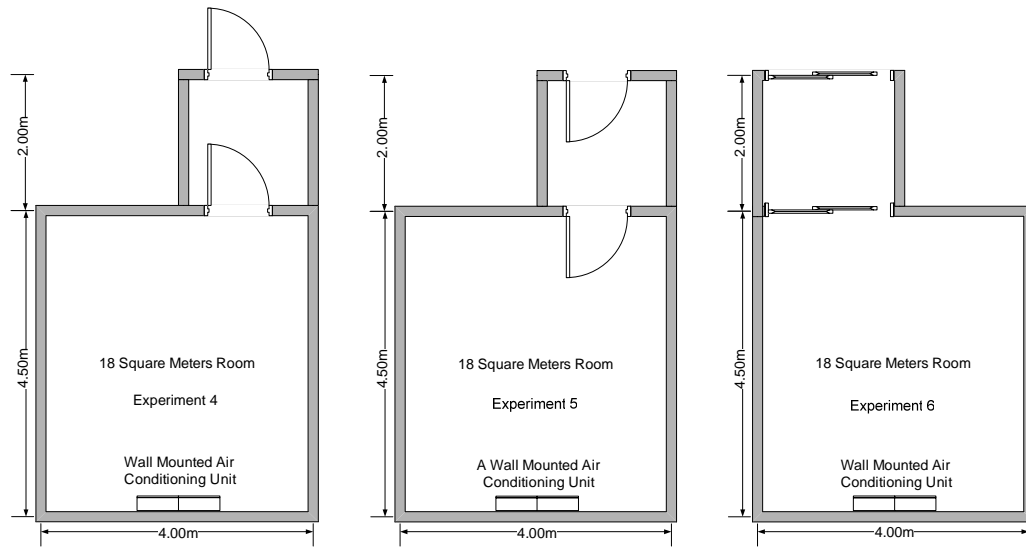 2.00m
4.50m
18 Square Meters Room
Experiment 4
Wall Mounted Air
Conditioning Unit
4.00m
2.00m
4.50m
18 Square Meters Room
Experiment 5
A Wall Mounted Air
Conditioning Unit
4.00m
2.00m
4.50m
18 Square Meters Room
Experiment 6
Wall Mounted Air
Conditioning Unit
4.00m